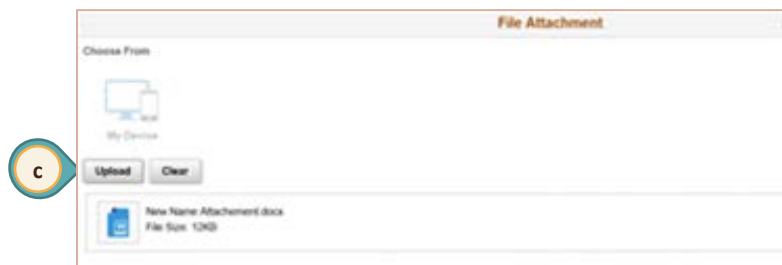 File Attachment
Choose From
My Device
c
Upload Clear
New Name Attachement.docx
File Size: 12KB